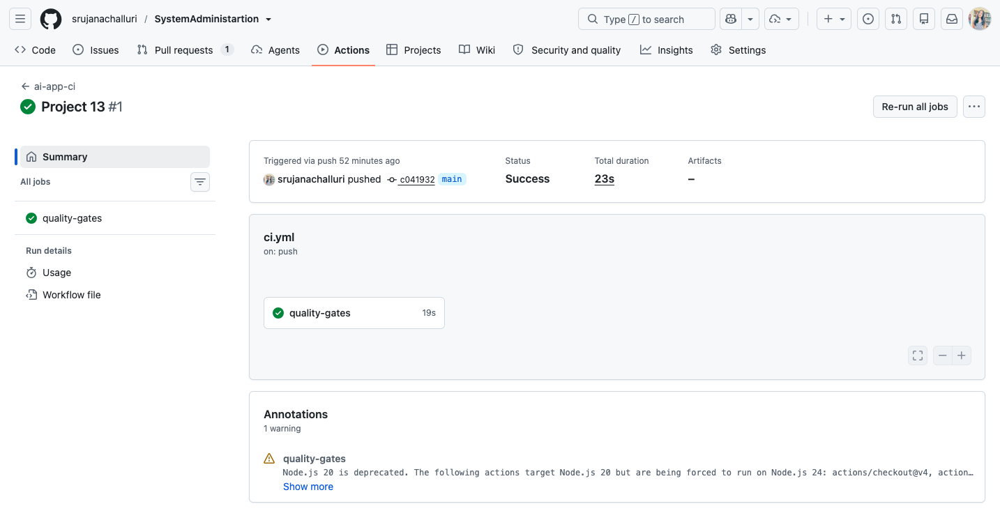 srujanachalluri / SystemAdministartion
Type / to search
Code
Issues
Pull requests 1
Agents
Actions
Projects
Wiki
Security and quality
Insights
Settings
ai-app-ci
Project 13 #1
Re-run all jobs
Summary
All jobs
quality-gates
Run details
Usage
Workflow file
Triggered via push 52 minutes ago
srujanachalluri pushed c041932 main
Status
Success
Total duration
23s
Artifacts
–
ci.yml
on: push
quality-gates 19s
Annotations
1 warning
quality-gates
Node.js 20 is deprecated. The following actions target Node.js 20 but are being forced to run on Node.js 24: actions/checkout@v4, action…
Show more